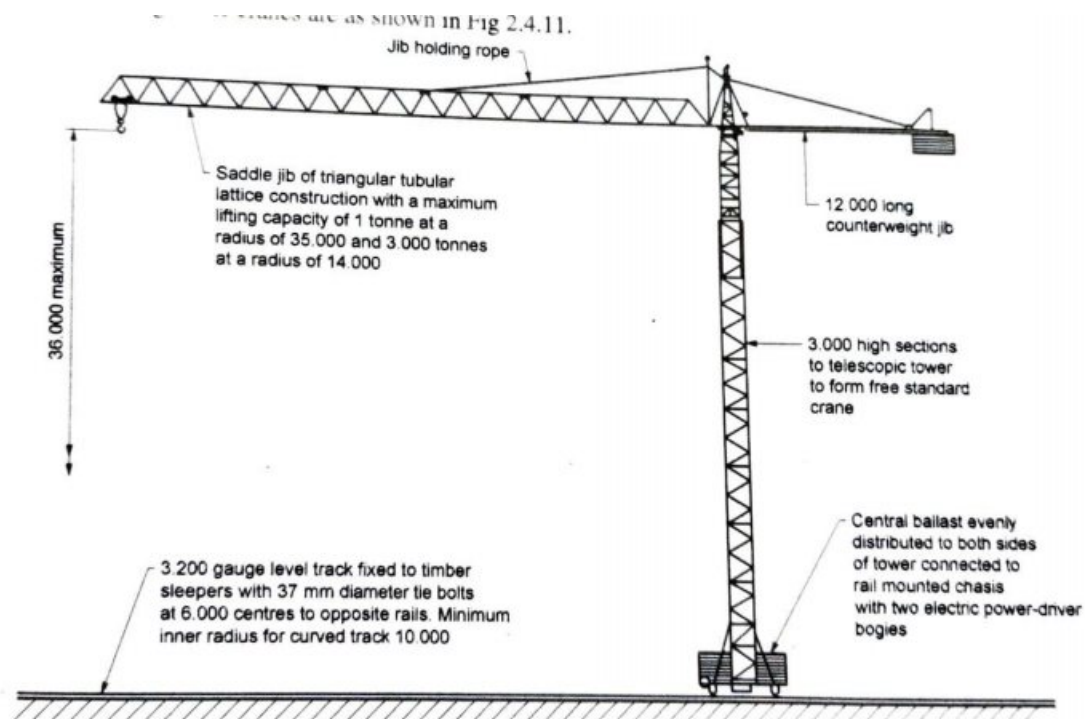 cranes are as shown in Fig 2.4.11.
Jib holding rope
Saddle jib of triangular tubular
lattice construction with a maximum
lifting capacity of 1 tonne at a
radius of 35.000 and 3.000 tonnes
at a radius of 14.000
12 000 long
counterweight jib
36.000 maximum
3.000 high sections
to telescopic tower
to form free standard
crane
Central ballast evenly
distributed to both sides
of tower connected to
rail mounted chasis
with two electric power-driver
bogies
3.200 gauge level track fixed to timber
sleepers with 37 mm diameter tie bolts
at 6.000 centres to opposite rails. Minimum
inner radius for curved track 10.000